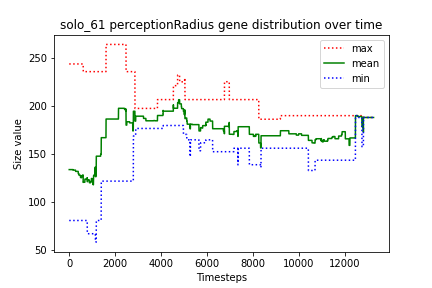 solo_61 perceptionRadius gene distribution over time
max
mean
min
Size value
250
200
150
100
50
0 2000 4000 6000 8000 10000 12000
Timesteps